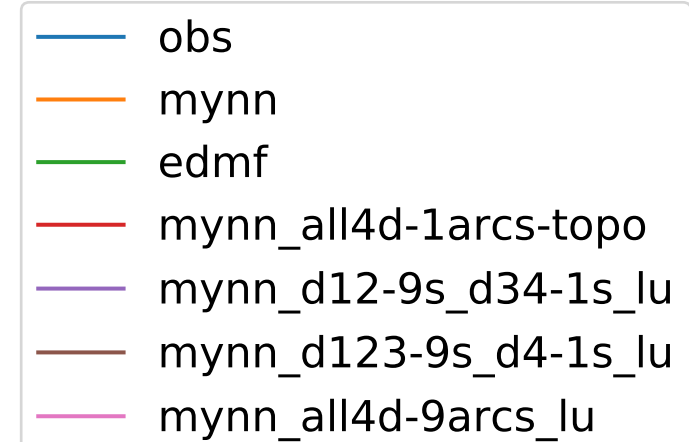 obs
mynn
edmf
mynn_all4d-1arcs-topo
mynn_d12-9s_d34-1s_lu
mynn_d123-9s_d4-1s_lu
mynn_all4d-9arcs_lu